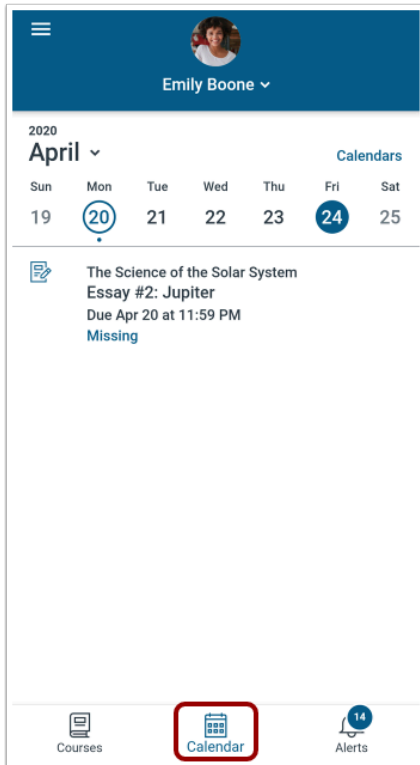 Emily Boone
2020
April
Calendars
Sun Mon Tue Wed Thu Fri Sat
19 20 21 22 23 24 25
The Science of the Solar System
Essay #2: Jupiter
Due Apr 20 at 11:59 PM
Missing
14
Courses Calendar Alerts